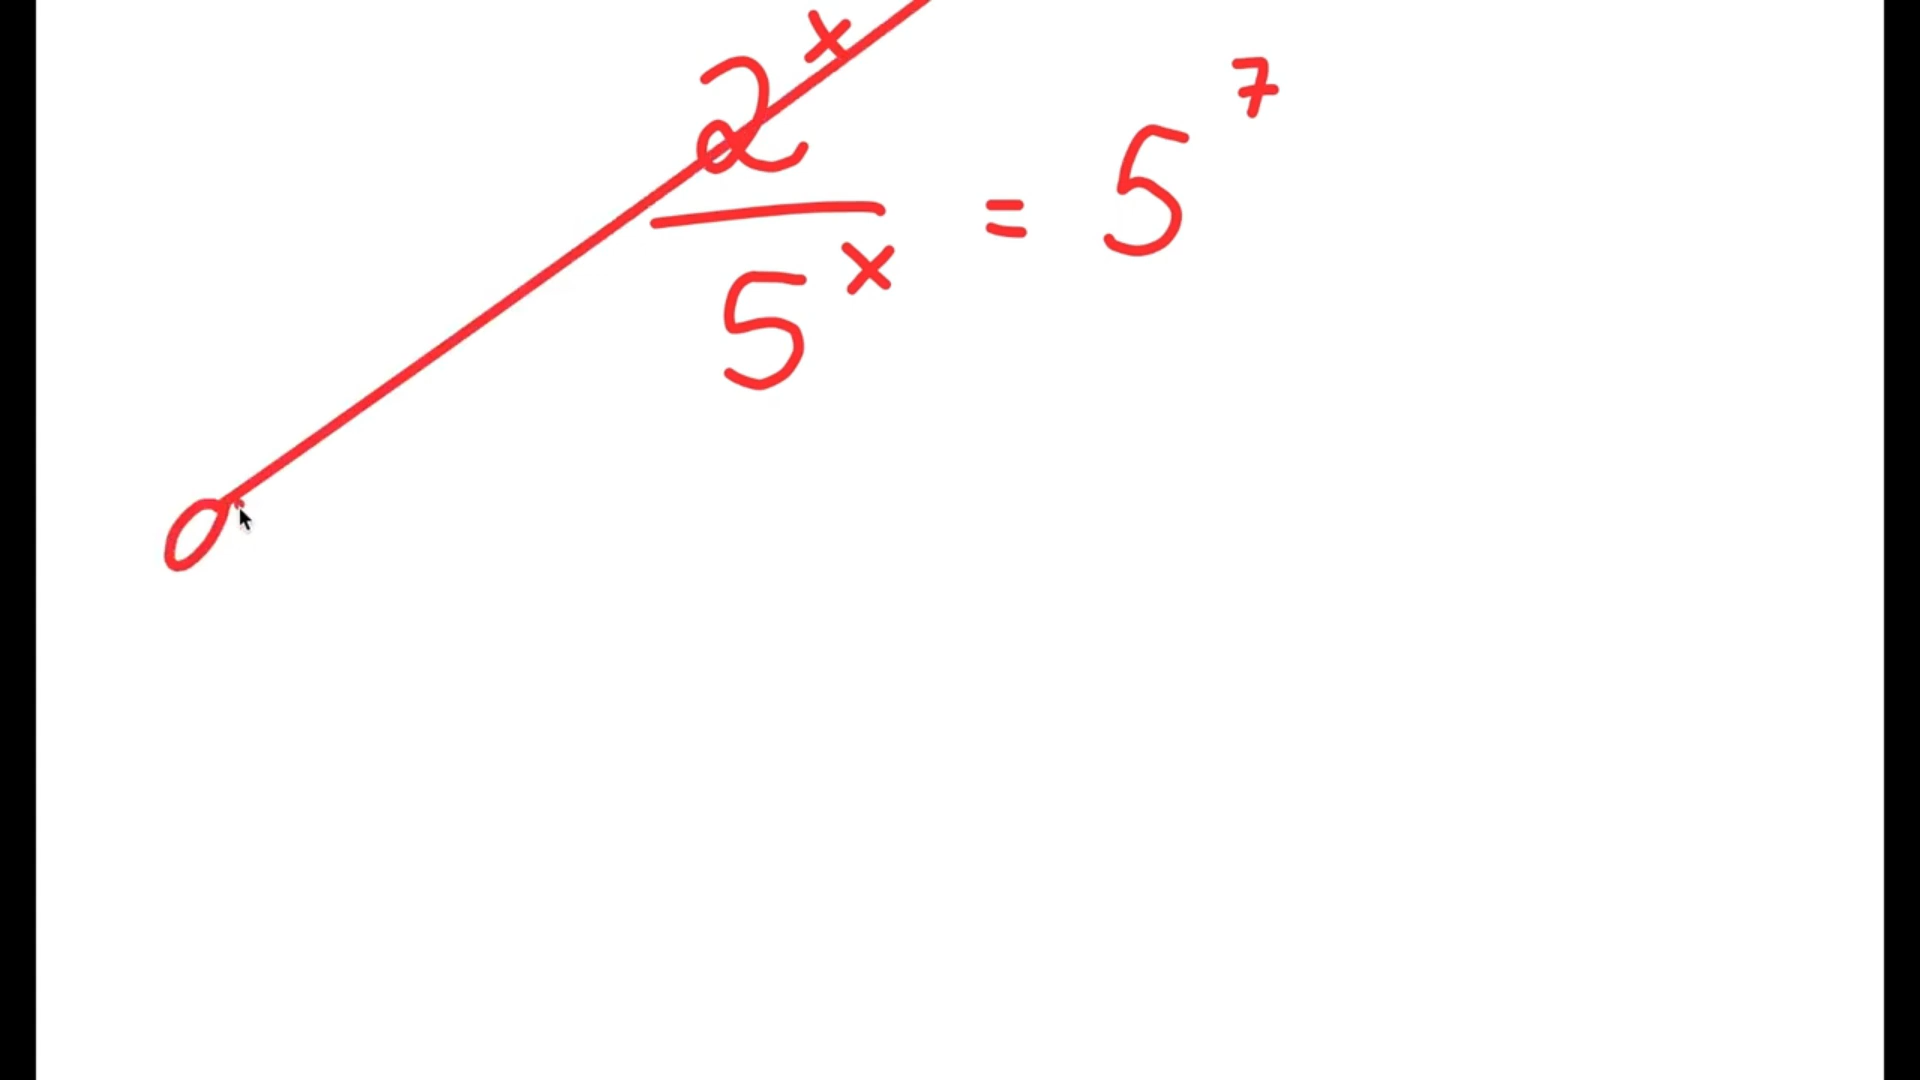 2^x / 5^x = 5^7